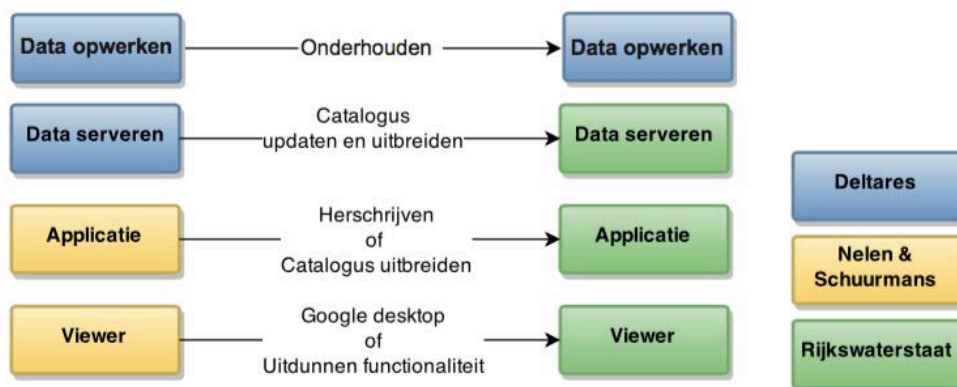 Data opwerken
Onderhouden
Data opwerken
Data serveren
Catalogus
updaten en uitbreiden
Data serveren
Applicatie
Herschrijven
of
Catalogus uitbreiden
Applicatie
Viewer
Google desktop
of
Uitdunnen functionaliteit
Viewer
Deltares
Nelen &
Schuurmans
Rijkswaterstaat